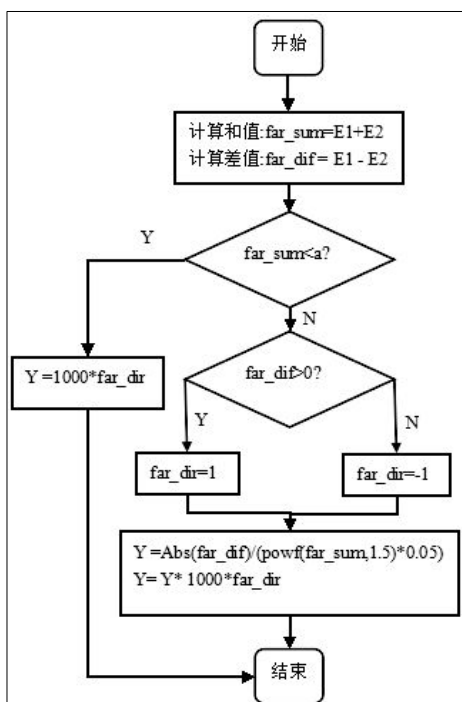 开始
计算和值:far_sum=E1+E2
计算差值:far_dif = E1 - E2
Y
far_sum<a?
N
Y =1000*far_dir
far_dif>0?
Y
N
far_dir=1
far_dir=-1
Y =Abs(far_dif)/(powf(far_sum,1.5)*0.05)
Y= Y* 1000*far_dir
结束